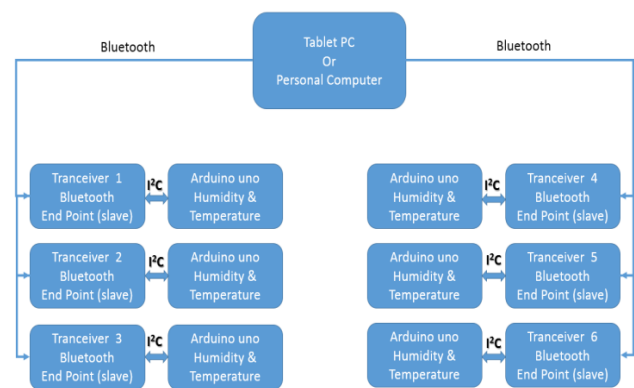 Bluetooth
Tablet PC
Or
Personal Computer
Bluetooth
Tranceiver 1
Bluetooth
End Point (slave)
I²C
Arduino uno
Humidity &
Temperature
Arduino uno
Humidity &
Temperature
I²C
Tranceiver 4
Bluetooth
End Point (slave)
Tranceiver 2
Bluetooth
End Point (slave)
I²C
Arduino uno
Humidity &
Temperature
Arduino uno
Humidity &
Temperature
I²C
Tranceiver 5
Bluetooth
End Point (slave)
Tranceiver 3
Bluetooth
End Point (slave)
I²C
Arduino uno
Humidity &
Temperature
Arduino uno
Humidity &
Temperature
I²C
Tranceiver 6
Bluetooth
End Point (slave)